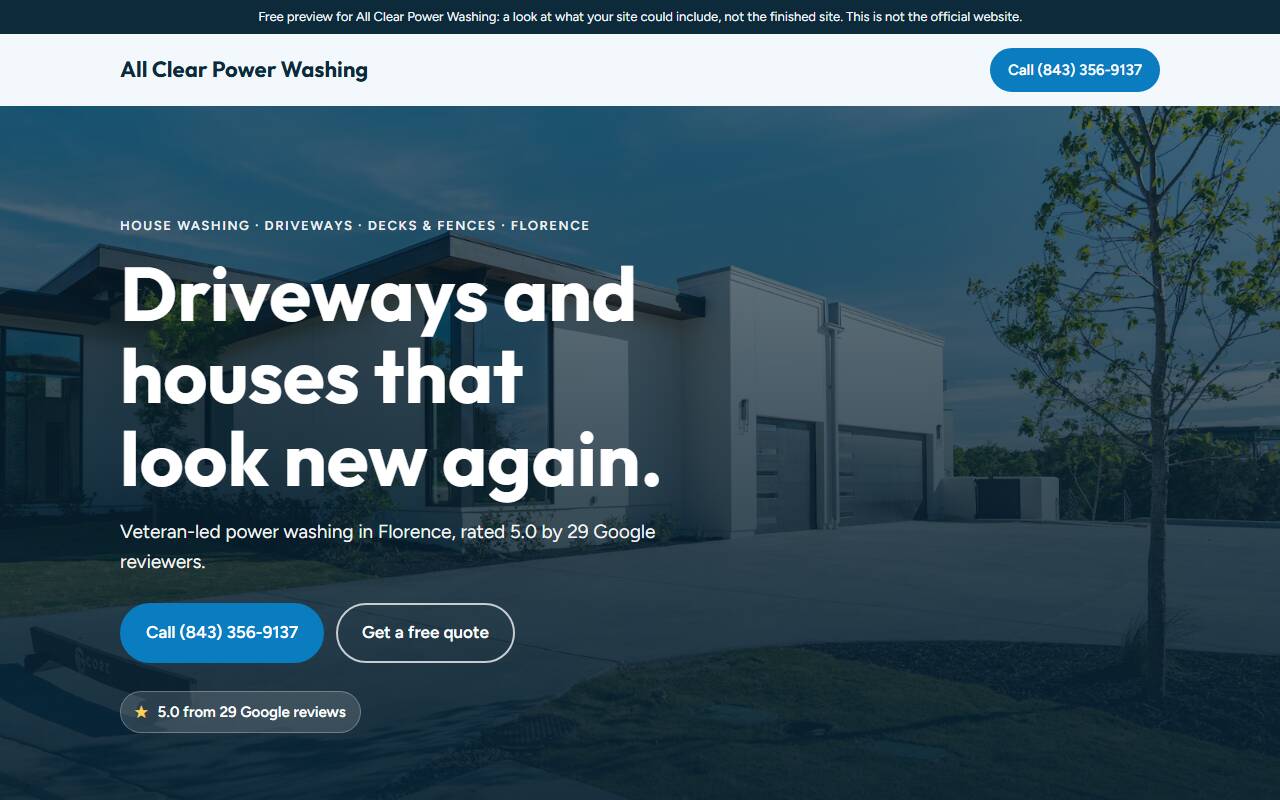 Free preview for All Clear Power Washing: a look at what your site could include, not the finished site. This is not the official website.
All Clear Power Washing
Call (843) 356-9137
HOUSE WASHING · DRIVEWAYS · DECKS & FENCES · FLORENCE
Driveways and
houses that
look new again.
Veteran-led power washing in Florence, rated 5.0 by 29 Google
reviewers.
Call (843) 356-9137
Get a free quote
★ 5.0 from 29 Google reviews